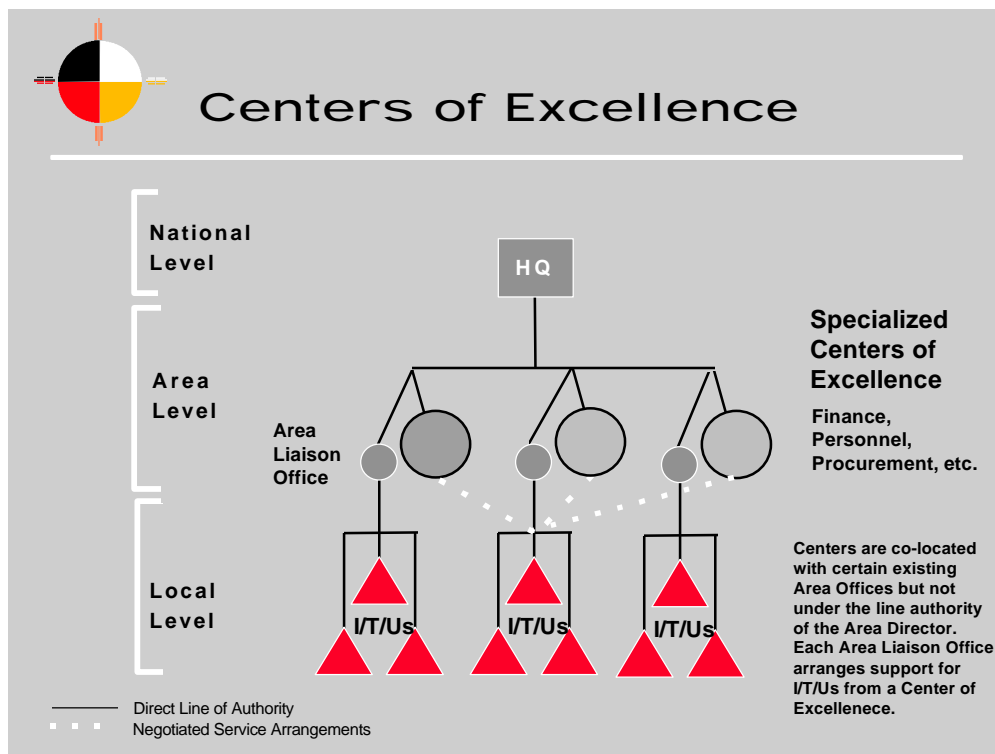 Centers of Excellence
National
Level
HQ
Area
Level
Area
Liaison
Office
Specialized
Centers of
Excellence
Finance,
Personnel,
Procurement, etc.
Local
Level
I/T/Us
I/T/Us
I/T/Us
Centers are co-located
with certain existing
Area Offices but not
under the line authority
of the Area Director.
Each Area Liaison Office
arranges support for
I/T/Us from a Center of
Excellenece.
Direct Line of Authority
Negotiated Service Arrangements